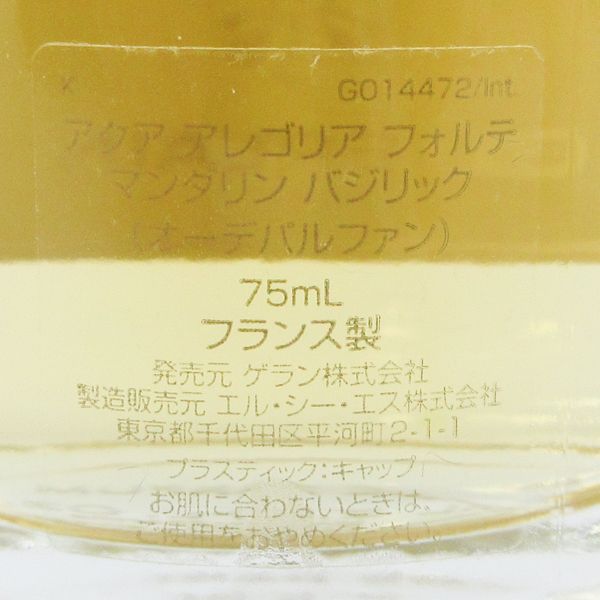 X G014472/Int.
アクア アレゴリア フォルテ
マンダリン バジリック
(オーデパルファン)
75mL
フランス製
発売元 ゲラン株式会社
製造販売元 エル・シー・エス株式会社
東京都千代田区平河町2-1-1
プラスティック:キャップ
お肌に合わないときは、
ご使用をおやめください。